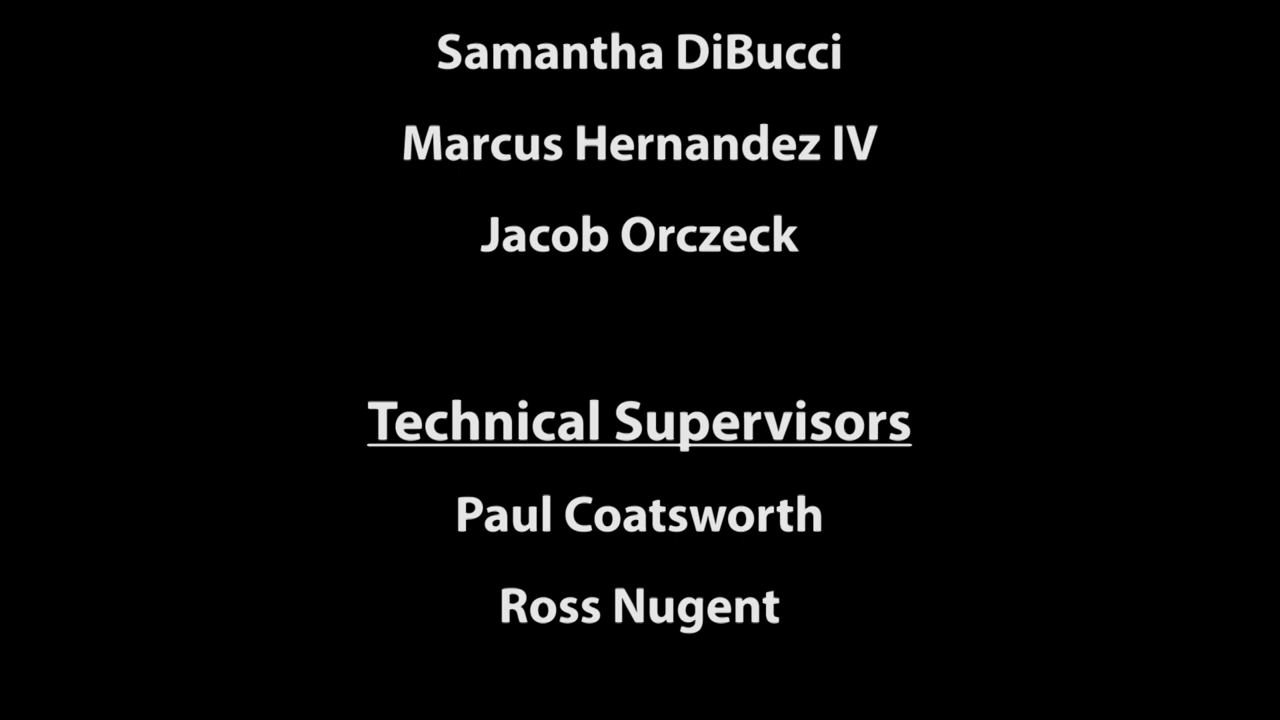 Samantha DiBucci
Marcus Hernandez IV
Jacob Orczeck
Technical Supervisors
Paul Coatsworth
Ross Nugent